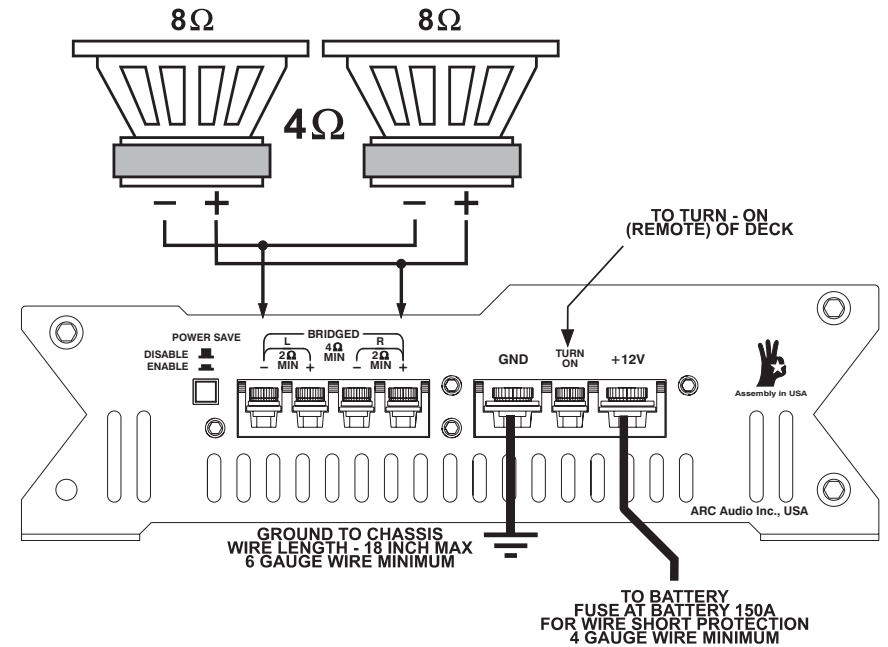 8Ω
8Ω
4Ω
− +
− +
TO TURN - ON
(REMOTE) OF DECK
POWER SAVE
DISABLE
ENABLE
BRIDGED
L
4Ω
MIN
R
− 2Ω
MIN +
− 2Ω
MIN +
GND
TURN
ON
+12V
Assembly in USA
ARC Audio Inc., USA
GROUND TO CHASSIS
WIRE LENGTH - 18 INCH MAX
6 GAUGE WIRE MINIMUM
TO BATTERY
FUSE AT BATTERY 150A
FOR WIRE SHORT PROTECTION
4 GAUGE WIRE MINIMUM